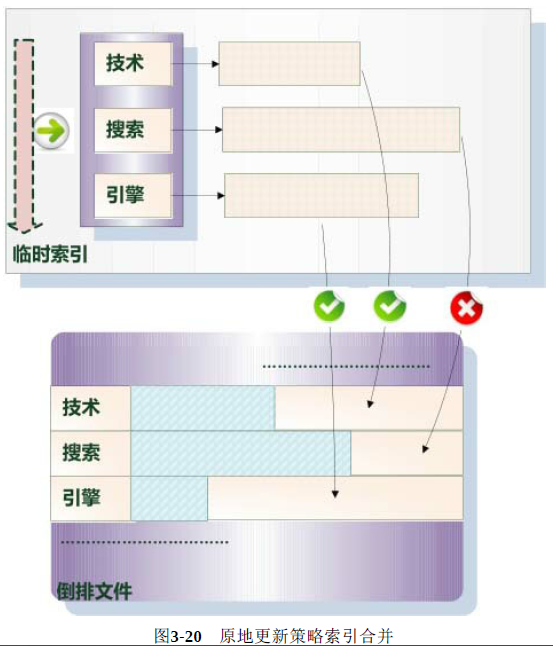 技术
搜索
引擎
临时索引
技术
搜索
引擎
倒排文件
图3-20 原地更新策略索引合并